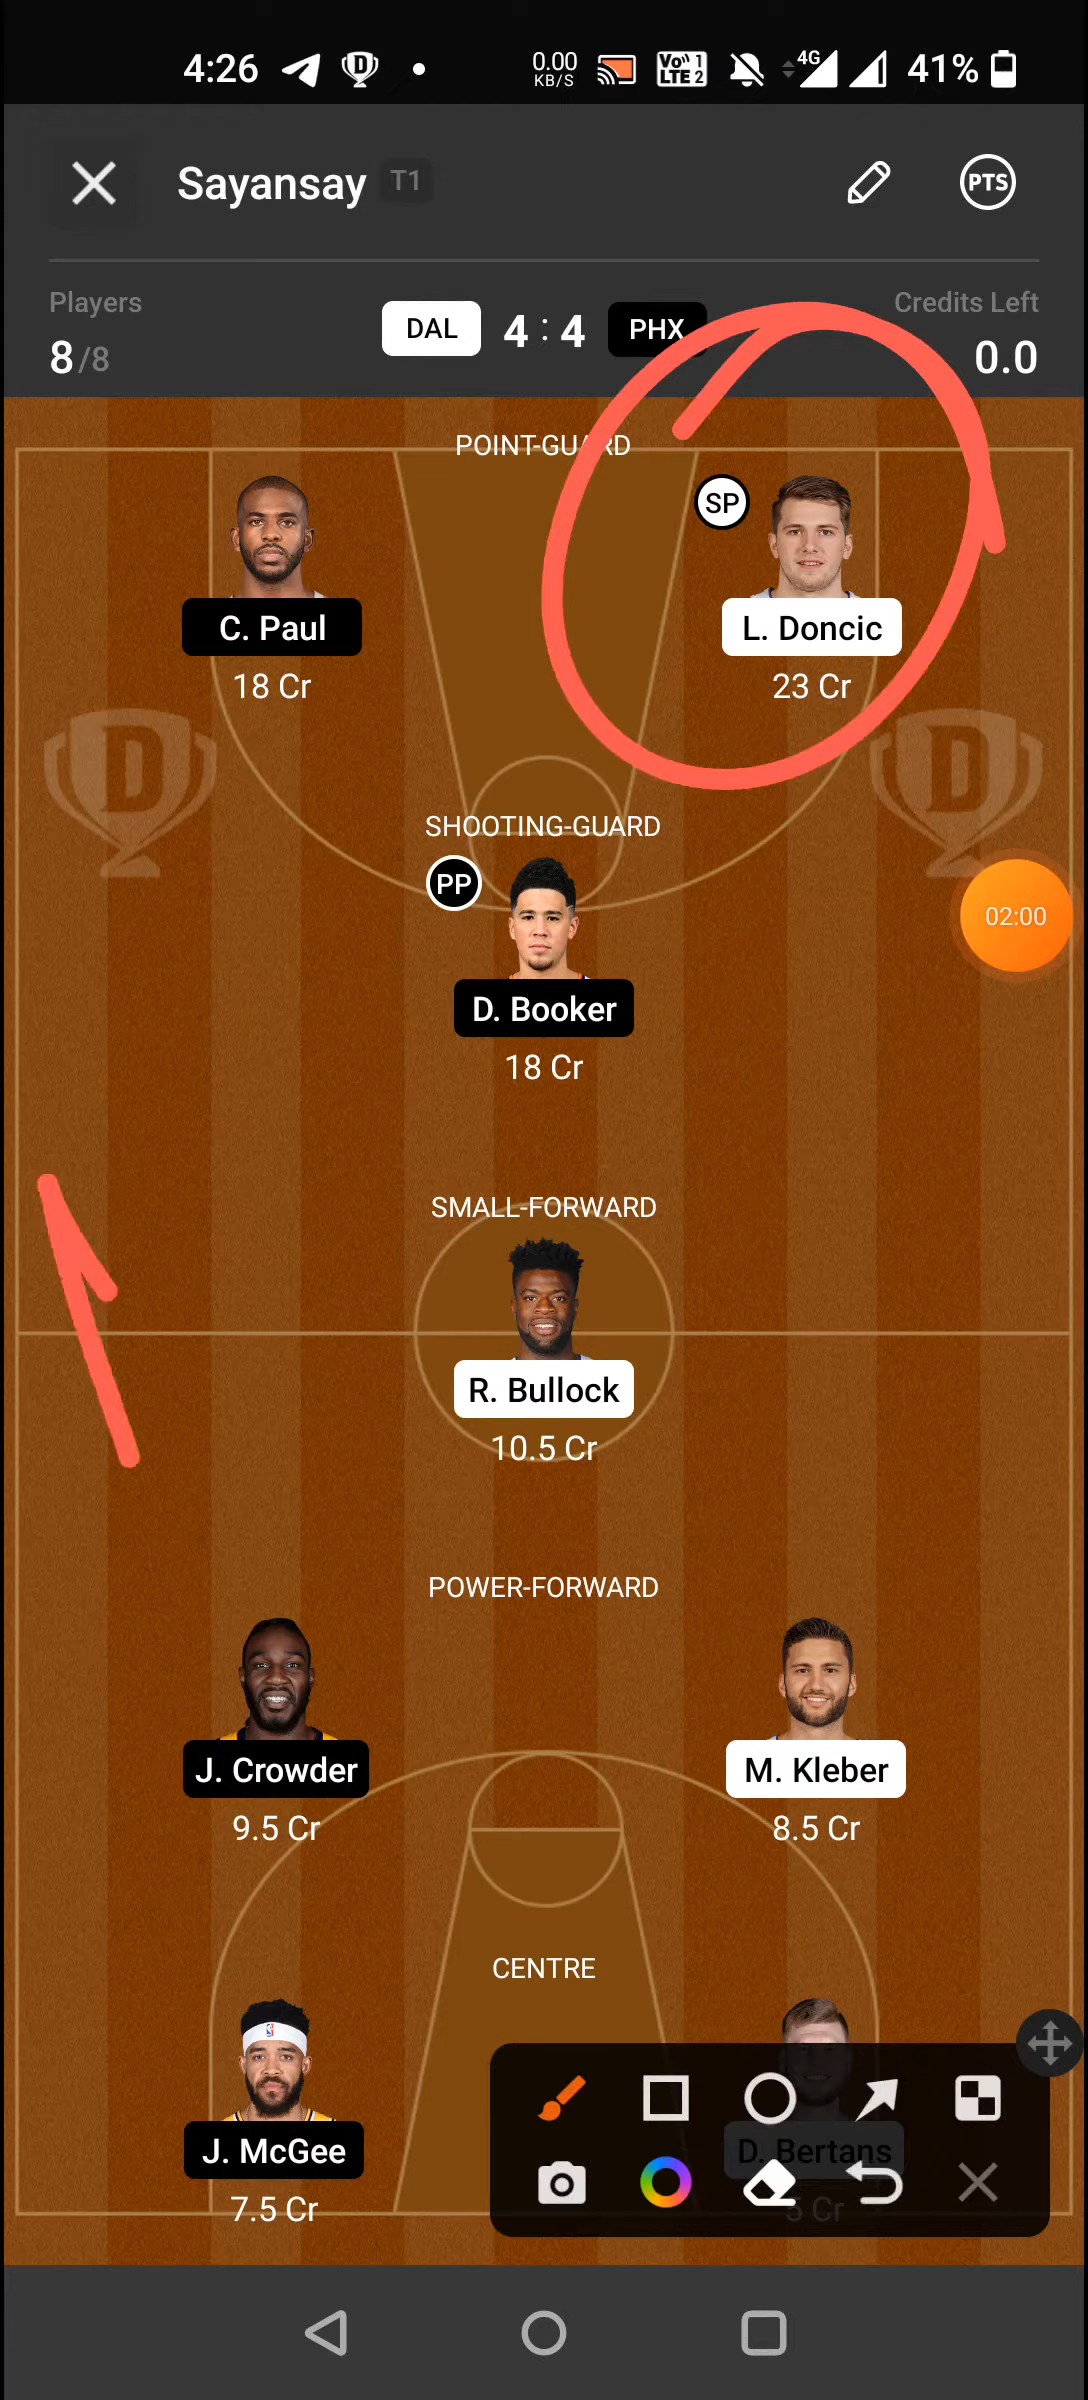 4:26 0.00 KB/S Vo)) 1 LTE 2 4G 41%
Sayansay T1 PTS
Players Credits Left
8/8 DAL 4 : 4 PHX 0.0
POINT-GUARD
SP
C. Paul L. Doncic
18 Cr 23 Cr
SHOOTING-GUARD
PP
D. Booker
18 Cr
02:00
SMALL-FORWARD
R. Bullock
10.5 Cr
POWER-FORWARD
J. Crowder M. Kleber
9.5 Cr 8.5 Cr
CENTRE
J. McGee D. Bertans
7.5 Cr 5 Cr